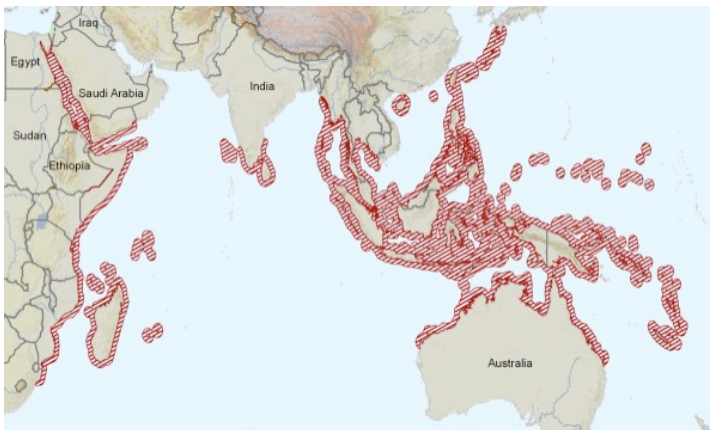 Iraq
Egypt
Saudi Arabia
India
Sudan
Ethiopia
Australia